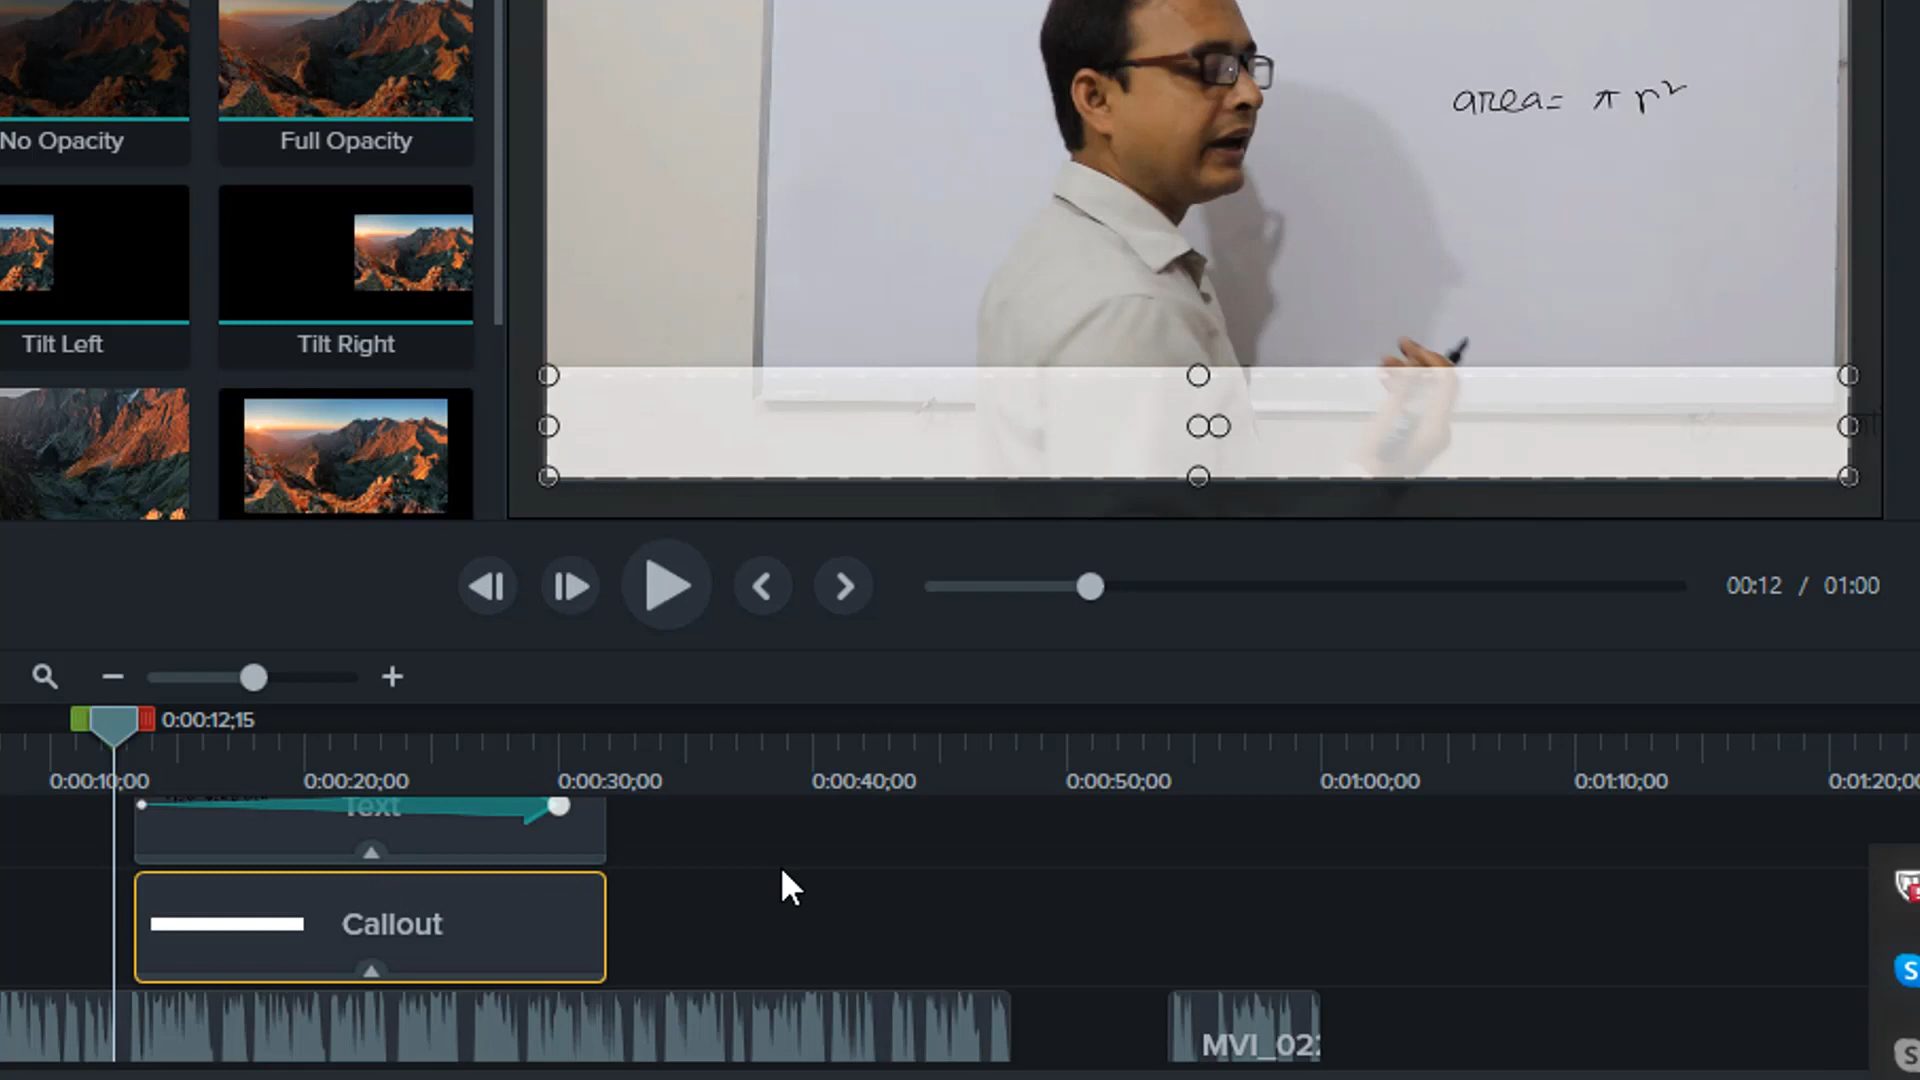 area= π r²
No Opacity
Full Opacity
Tilt Left
Tilt Right
00:12 / 01:00
0:00:12;15
0:00:10;00
0:00:20;00
0:00:30;00
0:00:40;00
0:00:50;00
0:01:00;00
0:01:10;00
0:01:20;00
Text
Callout
MVI_022
S
S